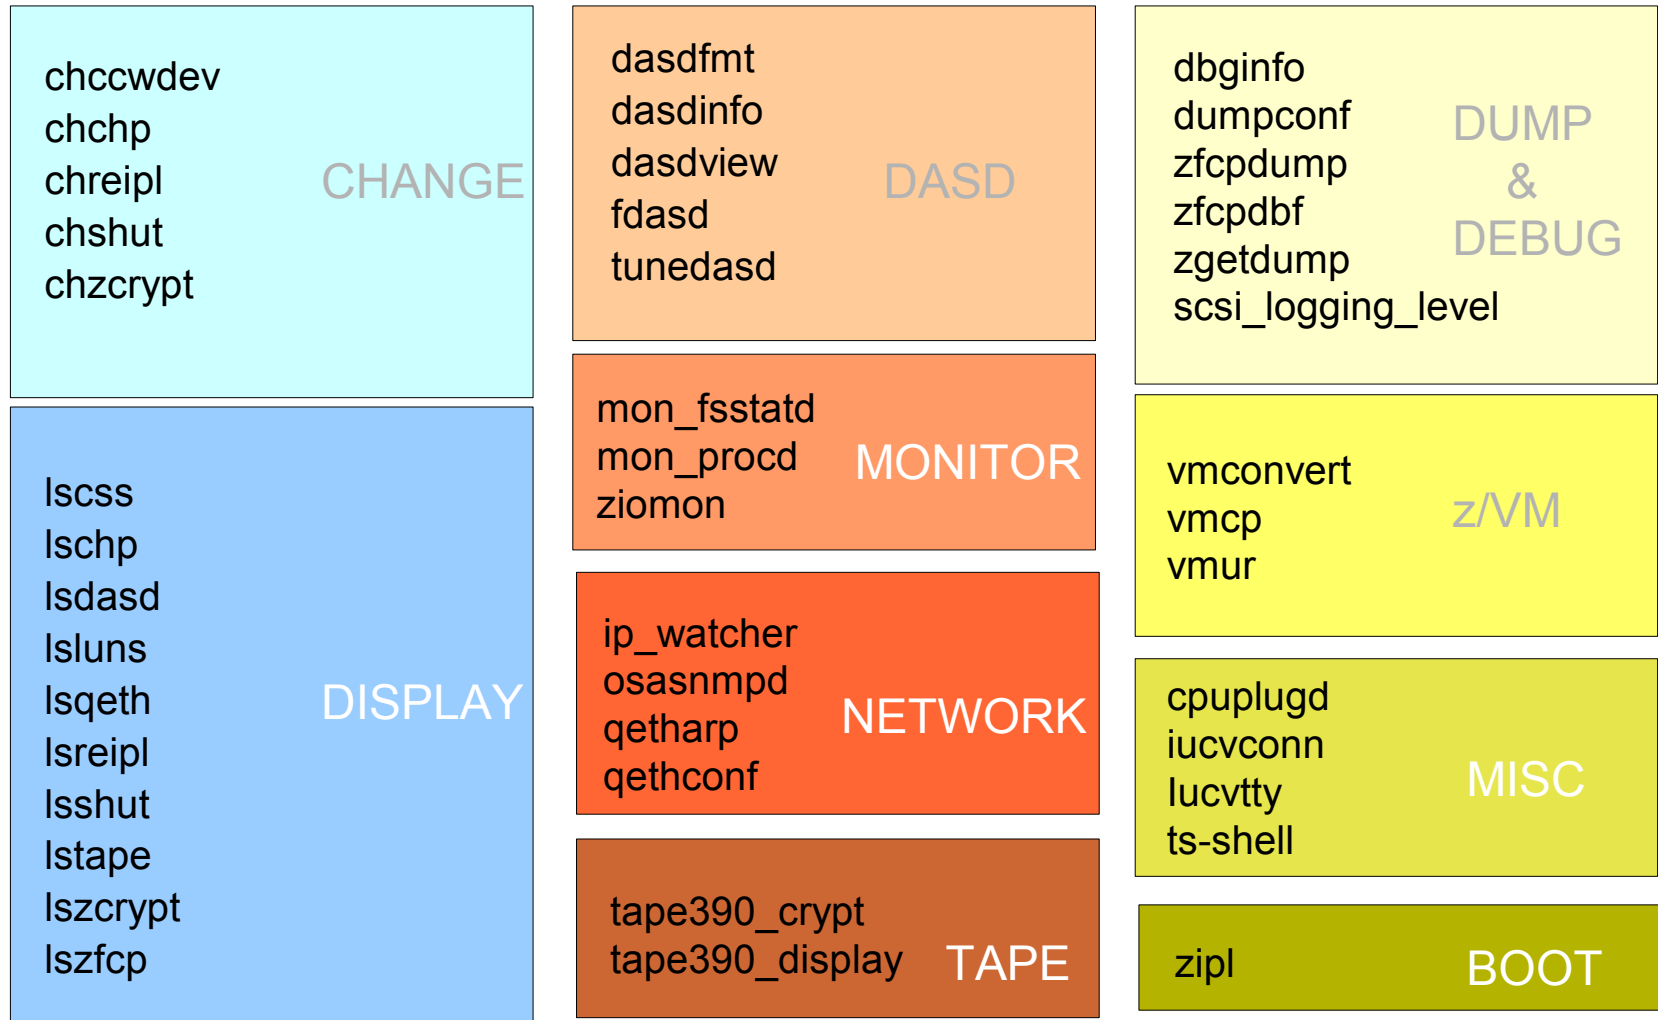 chccwdev
chchp
chreipl
chshut
chzcrypt
CHANGE
lscss
lschp
lsdasd
lsluns
lsqeth
lsreipl
lsshut
lstape
lszcrypt
lszfcp
DISPLAY
dasdfmt
dasdinfo
dasdview
fdasd
tunedasd
DASD
mon_fsstatd
mon_procd
ziomon
MONITOR
ip_watcher
osasnmpd
qetharp
qethconf
NETWORK
tape390_crypt
tape390_display
TAPE
dbginfo
dumpconf
zfcpdump
zfcpdbf
zgetdump
scsi_logging_level
DUMP
&
DEBUG
vmconvert
vmcp
vmur
z/VM
cpuplugd
iucvconn
Iucvtty
ts-shell
MISC
zipl
BOOT